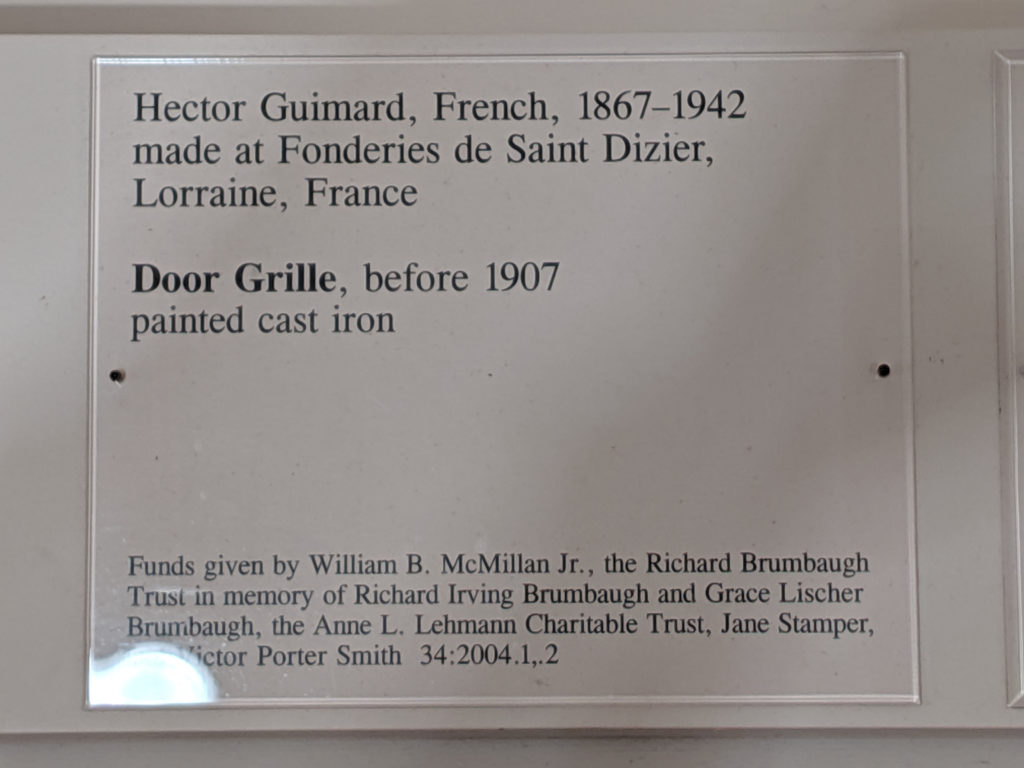 Hector Guimard, French, 1867–1942
made at Fonderies de Saint Dizier,
Lorraine, France
Door Grille, before 1907
painted cast iron
Funds given by William B. McMillan Jr., the Richard Brumbaugh
Trust in memory of Richard Irving Brumbaugh and Grace Lischer
Brumbaugh, the Anne L. Lehmann Charitable Trust, Jane Stamper,
Victor Porter Smith 34:2004.1,.2